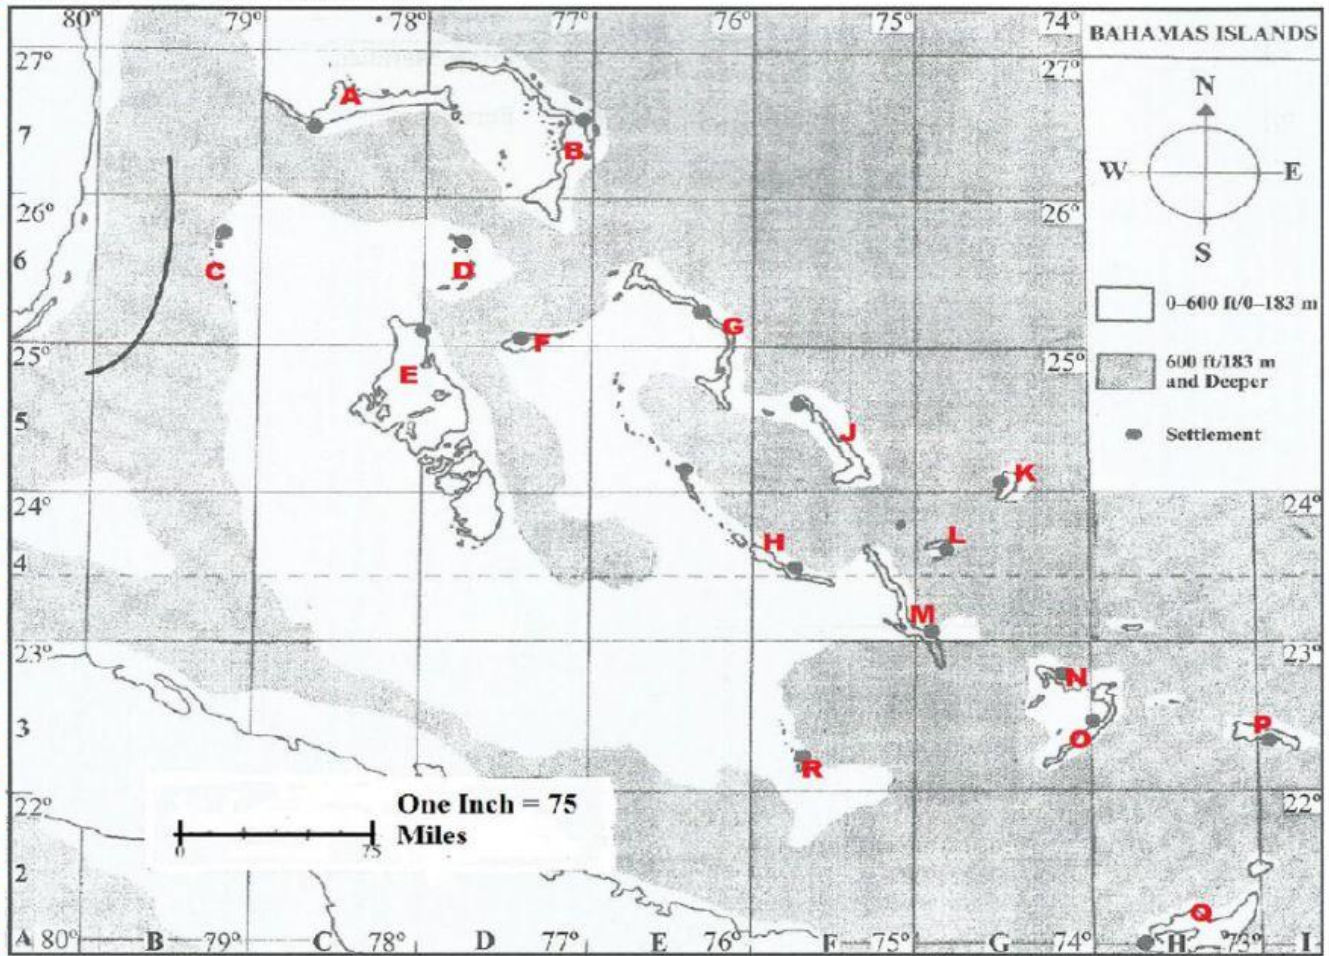 80° 79° 78° 77° 76° 75° 74°
BAHAMAS ISLANDS
27° 27°
N
A
7
B
W E
26° 26°
S
6
C D
0–600 ft/0–183 m
G
F
25° 25°
E
600 ft/183 m
and Deeper
5
J
Settlement
K
24° 24°
L
H
4
M
23° 23°
N
3
P
O
R
22° 22°
One Inch = 75
Miles
0 75
2
Q
A 80° B 79° C 78° D 77° E 76° F 75° G 74° H 73° I